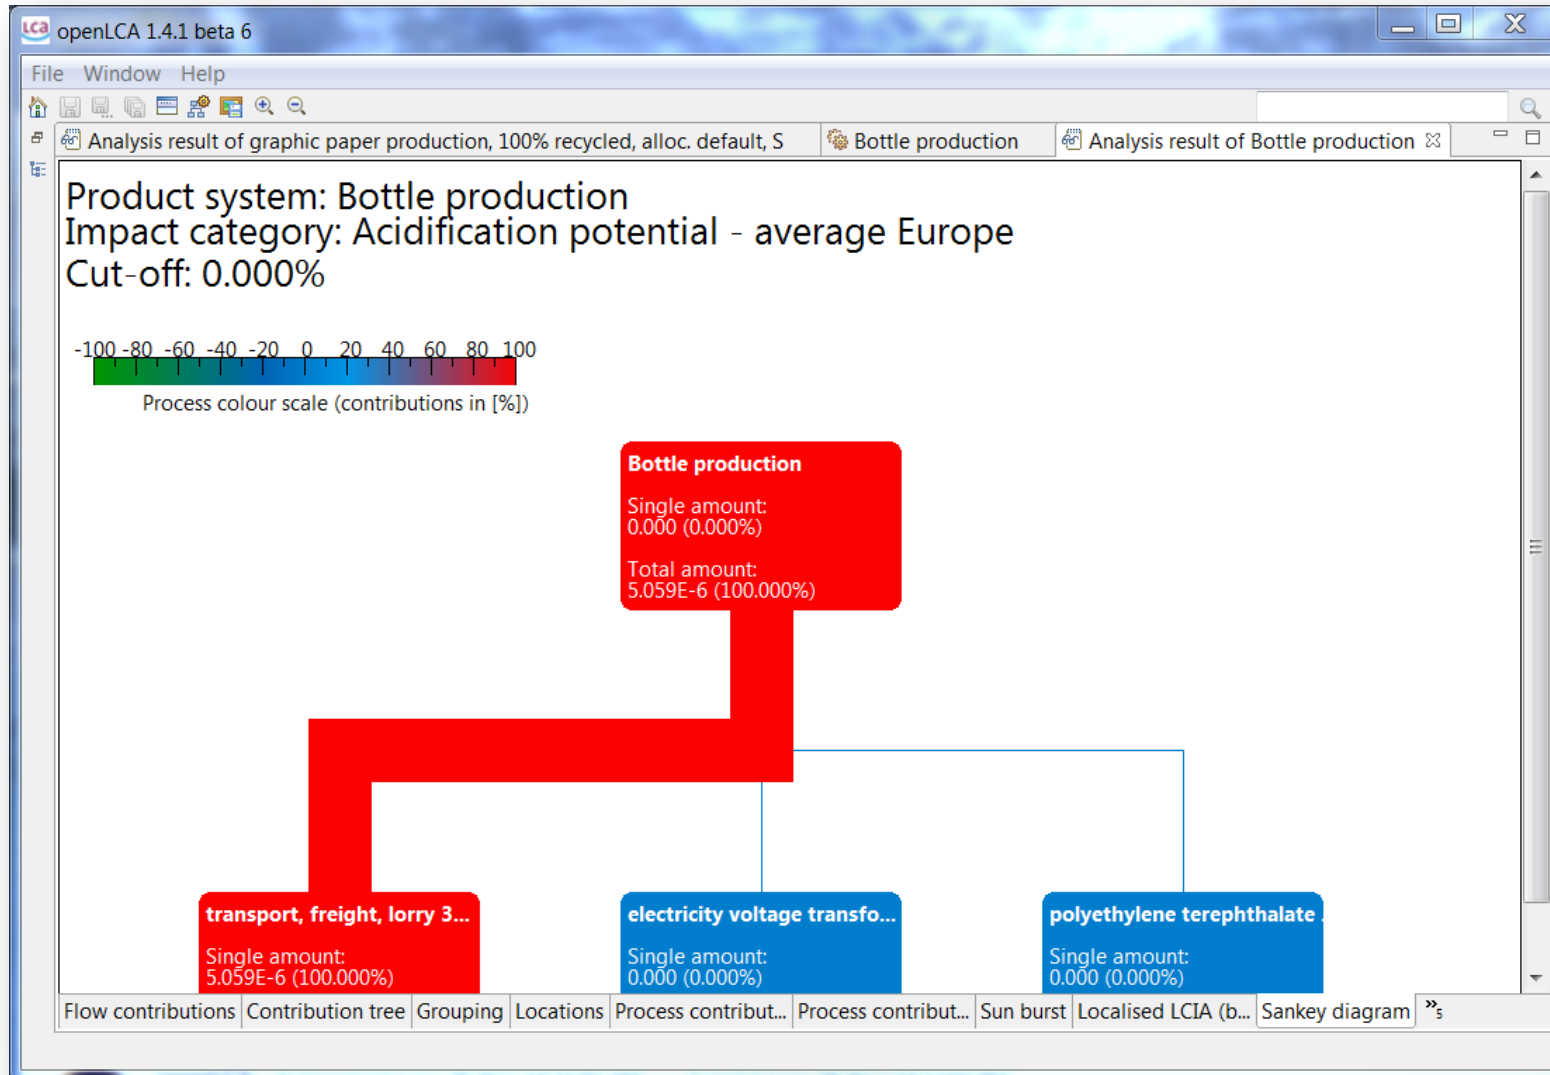 LCA openLCA 1.4.1 beta 6
File Window Help
Analysis result of graphic paper production, 100% recycled, alloc. default, S
Bottle production
Analysis result of Bottle production
Product system: Bottle production
Impact category: Acidification potential - average Europe
Cut-off: 0.000%
-100 -80 -60 -40 -20 0 20 40 60 80 100
Process colour scale (contributions in [%])
Bottle production
Single amount:
0.000 (0.000%)
Total amount:
5.059E-6 (100.000%)
transport, freight, lorry 3...
Single amount:
5.059E-6 (100.000%)
electricity voltage transfo...
Single amount:
0.000 (0.000%)
polyethylene terephthalate .
Single amount:
0.000 (0.000%)
Flow contributions Contribution tree Grouping Locations Process contribut... Process contribut... Sun burst Localised LCIA (b... Sankey diagram »5